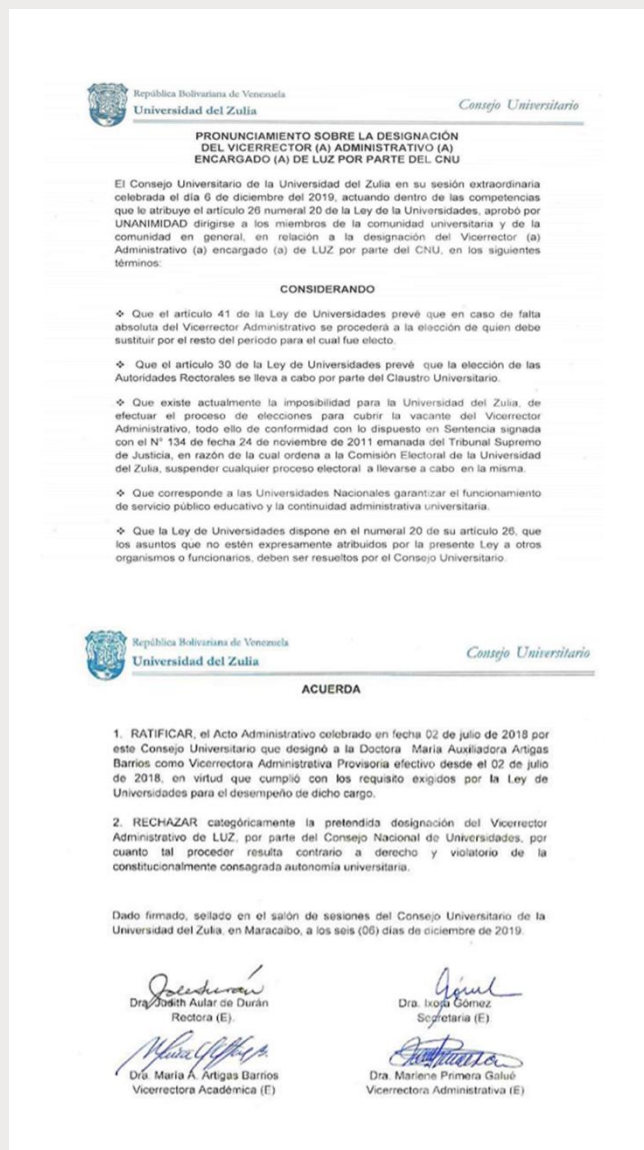 República Bolivariana de Venezuela
Universidad del Zulia
Consejo Universitario
PRONUNCIAMIENTO SOBRE LA DESIGNACIÓN
DEL VICERRECTOR (A) ADMINISTRATIVO (A)
ENCARGADO (A) DE LUZ POR PARTE DEL CNU
El Consejo Universitario de la Universidad del Zulia en su sesión extraordinaria
celebrada el día 6 de diciembre del 2019, actuando dentro de las competencias
que le atribuye el artículo 26 numeral 20 de la Ley de la Universidades, aprobó por
UNANIMIDAD dirigirse a los miembros de la comunidad universitaria y de la
comunidad en general, en relación a la designación del Vicerrector (a)
Administrativo (a) encargado (a) de LUZ por parte del CNU, en los siguientes
términos:
CONSIDERANDO
❖ Que el artículo 41 de la Ley de Universidades prevé que en caso de falta
absoluta del Vicerrector Administrativo se procederá a la elección de quien debe
sustituir por el resto del periodo para el cual fue electo.
❖ Que el artículo 30 de la Ley de Universidades prevé que la elección de las
Autoridades Rectorales se lleva a cabo por parte del Claustro Universitario.
❖ Que existe actualmente la imposibilidad para la Universidad del Zulia, de
efectuar el proceso de elecciones para cubrir la vacante del Vicerrector
Administrativo, todo ello de conformidad con lo dispuesto en Sentencia signada
con el N° 134 de fecha 24 de noviembre de 2011 emanada del Tribunal Supremo
de Justicia, en razón de la cual ordena a la Comisión Electoral de la Universidad
del Zulia, suspender cualquier proceso electoral a llevarse a cabo en la misma.
❖ Que corresponde a las Universidades Nacionales garantizar el funcionamiento
de servicio público educativo y la continuidad administrativa universitaria.
❖ Que la Ley de Universidades dispone en el numeral 20 de su artículo 26, que
los asuntos que no estén expresamente atribuidos por la presente Ley a otros
organismos o funcionarios, deben ser resueltos por el Consejo Universitario.
República Bolivariana de Venezuela
Universidad del Zulia
Consejo Universitario
ACUERDA
1. RATIFICAR, el Acto Administrativo celebrado en fecha 02 de julio de 2018 por
este Consejo Universitario que designó a la Doctora Maria Auxiliadora Artigas
Barrios como Vicerrectora Administrativa Provisoria efectivo desde el 02 de julio
de 2018, en virtud que cumplió con los requisito exigidos por la Ley de
Universidades para el desempeño de dicho cargo.
2. RECHAZAR categóricamente la pretendida designación del Vicerrector
Administrativo de LUZ, por parte del Consejo Nacional de Universidades, por
cuanto tal proceder resulta contrario a derecho y violatorio de la
constitucionalmente consagrada autonomía universitaria.
Dado firmado, sellado en el salón de sesiones del Consejo Universitario de la
Universidad del Zulia, en Maracaibo, a los seis (06) días de diciembre de 2019.
Dra. Judith Aular de Durán
Rectora (E).
Dra. Ixora Gómez
Secretaria (E)
Dra. Maria A. Artigas Barrios
Vicerrectora Académica (E)
Dra. Marlene Primera Galué
Vicerrectora Administrativa (E)